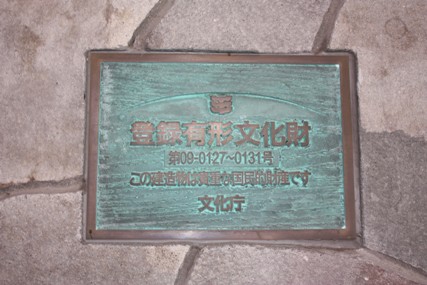 登録有形文化財
第09-0127~0131号
この建造物は貴重な国民的財産です
文化庁